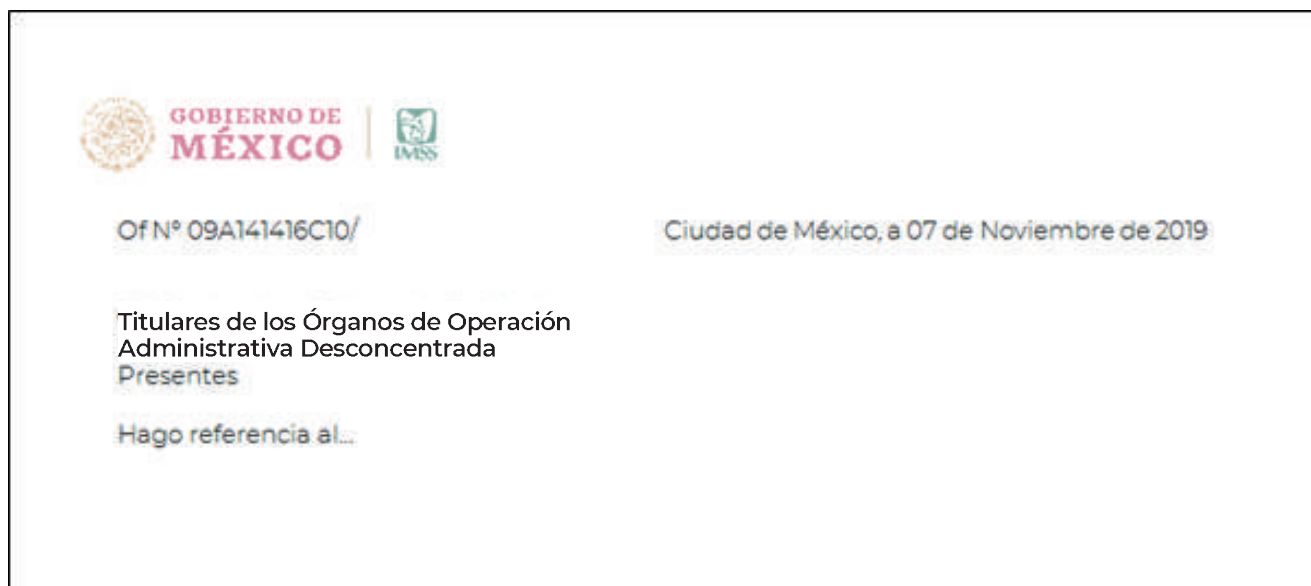 GOBIERNO DE
MÉXICO
IMSS
Of Nº 09A141416C10/
Ciudad de México, a 07 de Noviembre de 2019
Titulares de los Órganos de Operación
Administrativa Desconcentrada
Presentes
Hago referencia al...